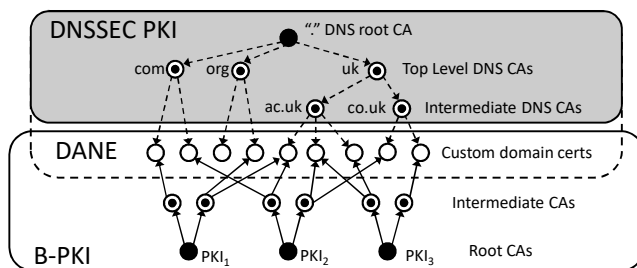 DNSSEC PKI
“.” DNS root CA
com
org
uk
Top Level DNS CAs
ac.uk
co.uk
Intermediate DNS CAs
DANE
Custom domain certs
Intermediate CAs
B-PKI
PKI1
PKI2
PKI3
Root CAs